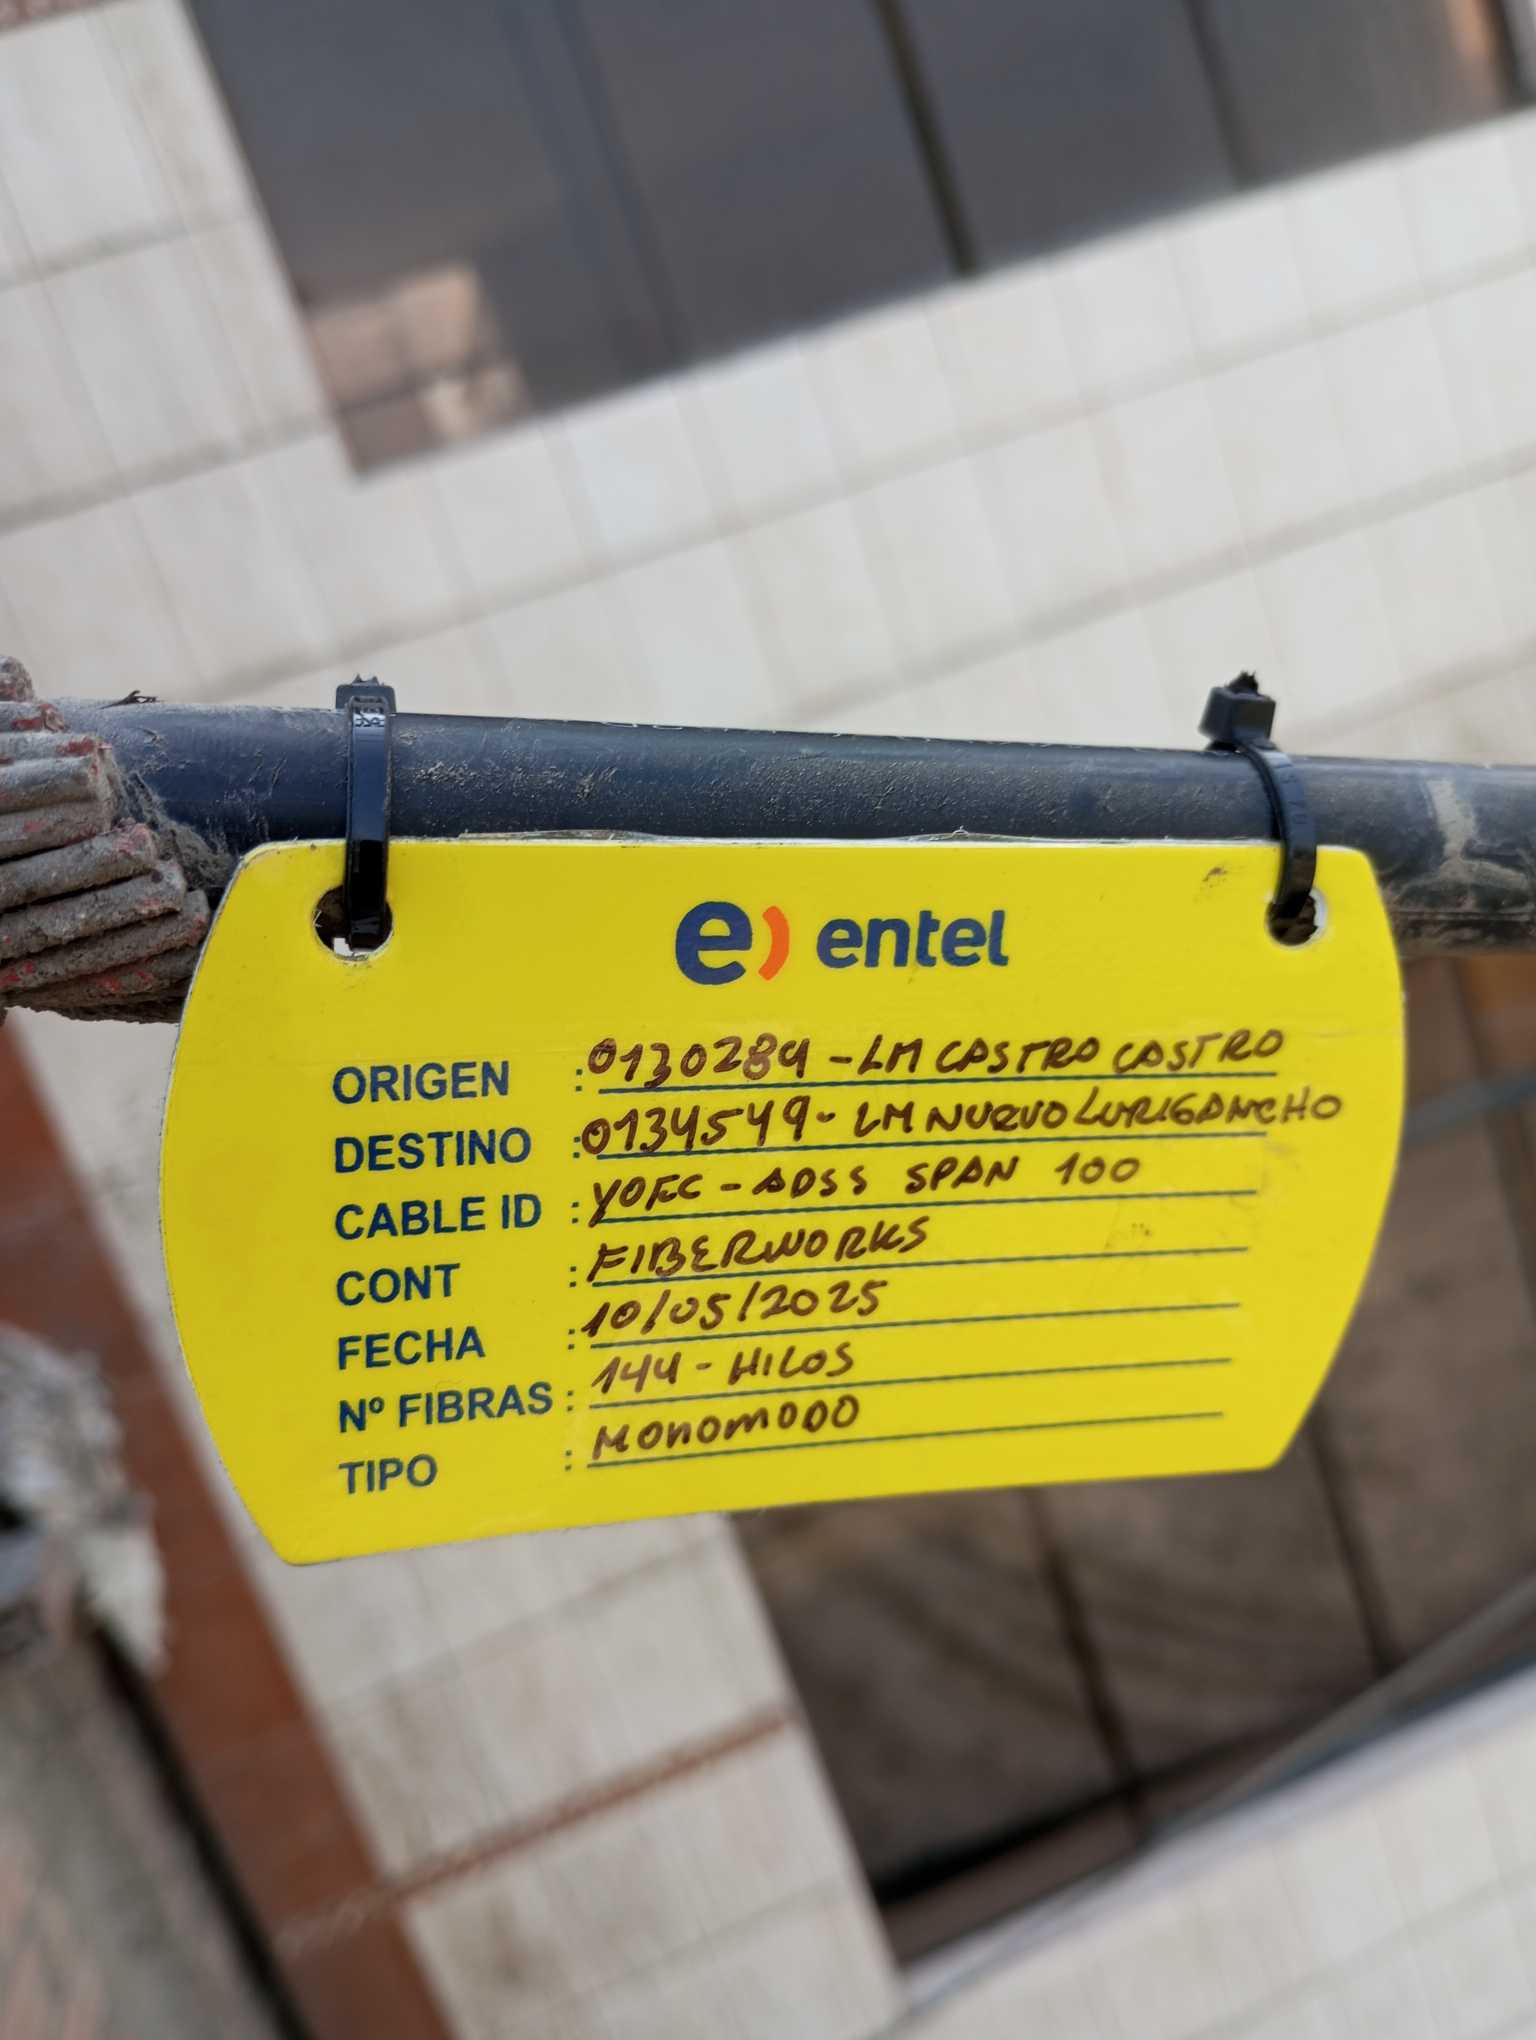 e) entel
ORIGEN : 0130284 - LM CASTRO CASTRO
DESTINO : 0134549 - LM NUEVO LURIGANCHO
CABLE ID : YOFC - ADSS SPAN 100
CONT : FIBERWORKS
FECHA : 10/05/2025
Nº FIBRAS : 144 - HILOS
TIPO : MONOMODO